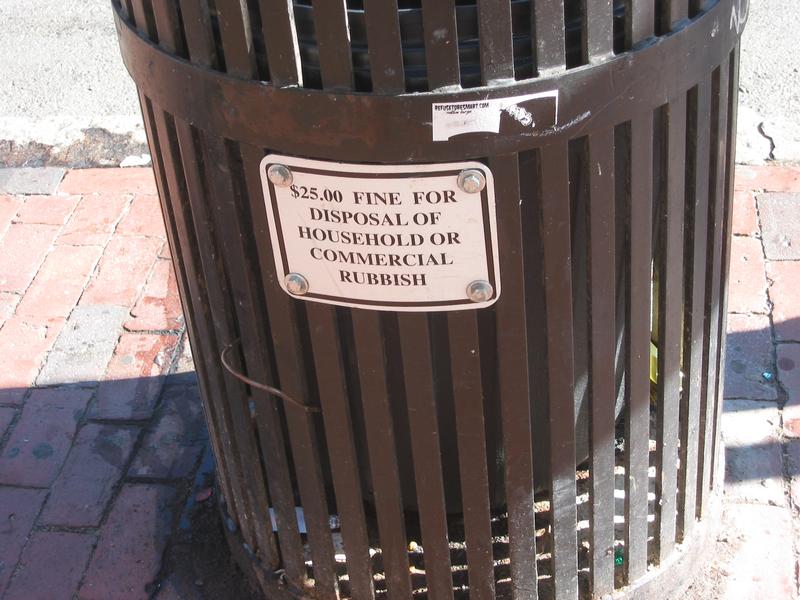 $25.00 FINE FOR
DISPOSAL OF
HOUSEHOLD OR
COMMERCIAL
RUBBISH